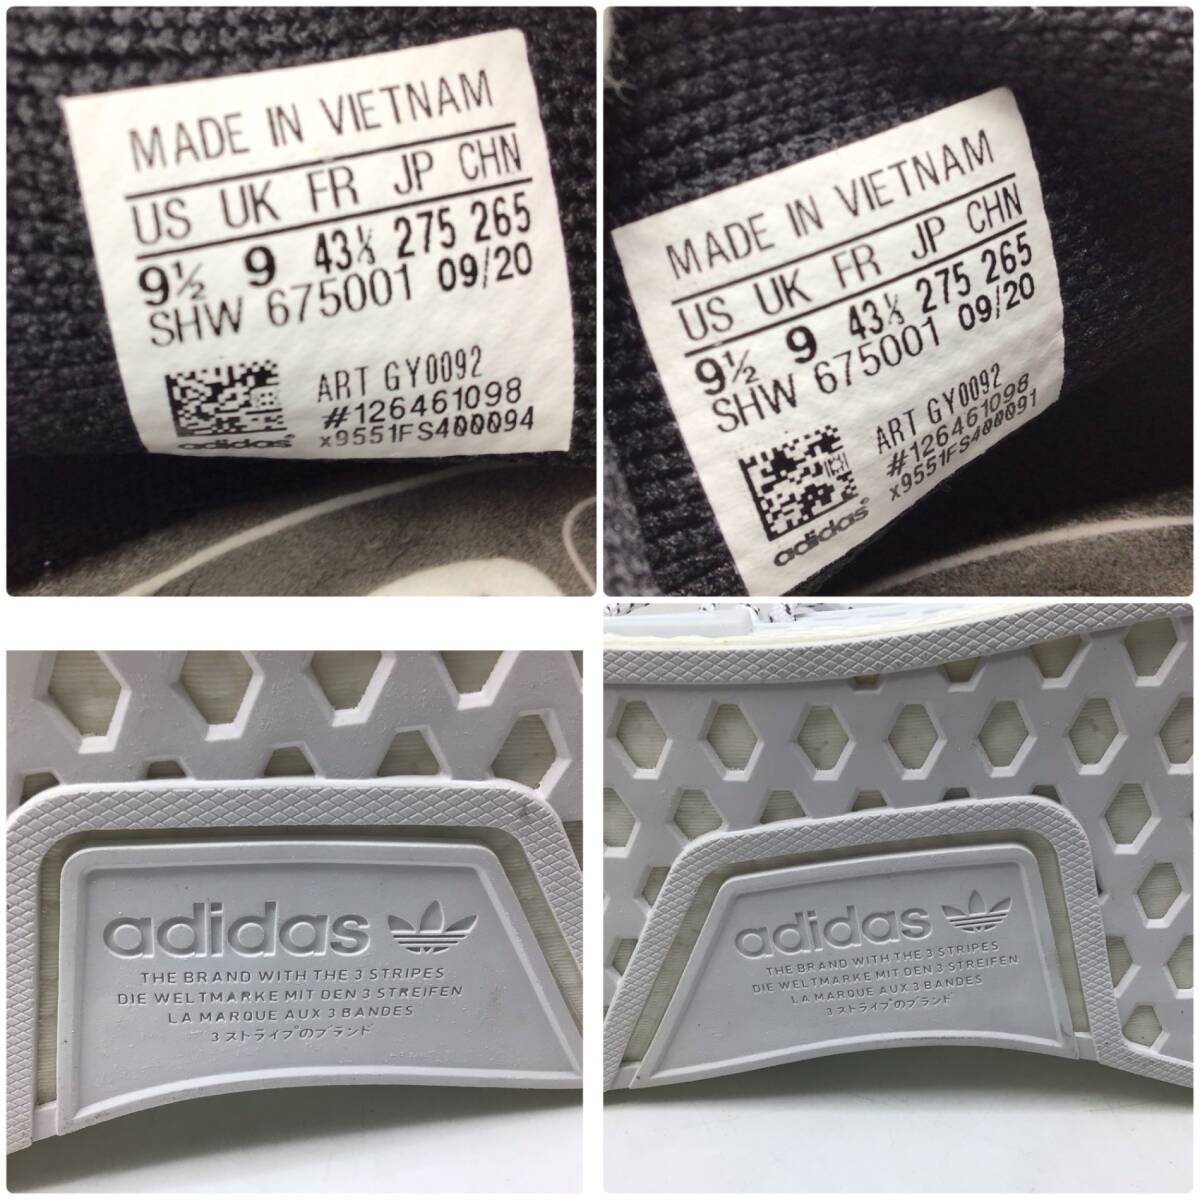 MADE IN VIETNAM
US UK FR JP CHN
9½ 9 43⅓ 275 265
SHW 675001 09/20
ART GY0092
#126461098
x9551FS400094
adidas
MADE IN VIETNAM
US UK FR JP CHN
9½ 9 43⅓ 275 265
SHW 675001 09/20
ART GY0092
#126461098
x9551FS400091
adidas
adidas
THE BRAND WITH THE 3 STRIPES
DIE WELTMARKE MIT DEN 3 STREIFEN
LA MARQUE AUX 3 BANDES
3ストライプのブランド
adidas
THE BRAND WITH THE 3 STRIPES
DIE WELTMARKE MIT DEN 3 STREIFEN
LA MARQUE AUX 3 BANDES
3ストライプのブランド